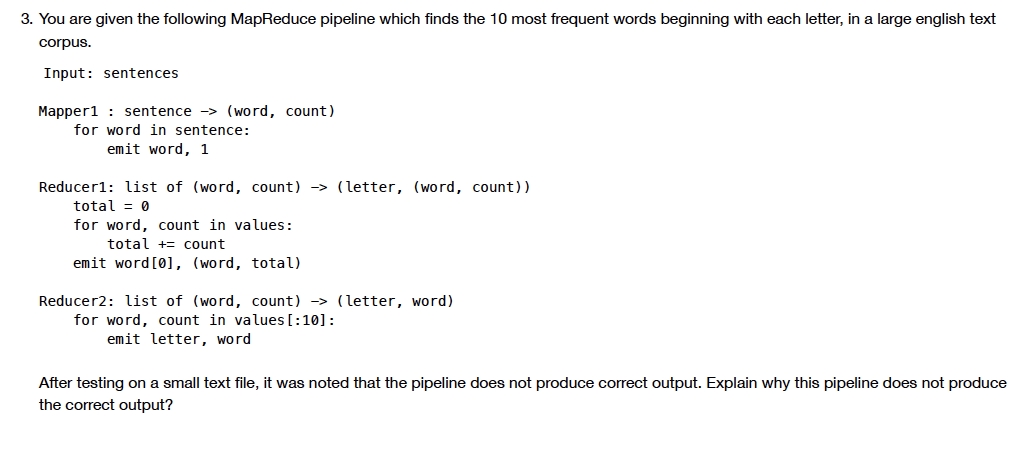 3. You are given the following MapReduce pipeline which finds the 10 most frequent words beginning with each letter, in a large english text
corpus.
Input: sentences
Mapper1 : sentence -> (word, count)
for word in sentence:
emit word, 1
Reducer1: list of (word, count) -> (letter, (word, count))
total = 0
for word, count in values:
total += count
emit word[0], (word, total)
Reducer2: list of (word, count) -> (letter, word)
for word, count in values[:10]:
emit letter, word
After testing on a small text file, it was noted that the pipeline does not produce correct output. Explain why this pipeline does not produce
the correct output?